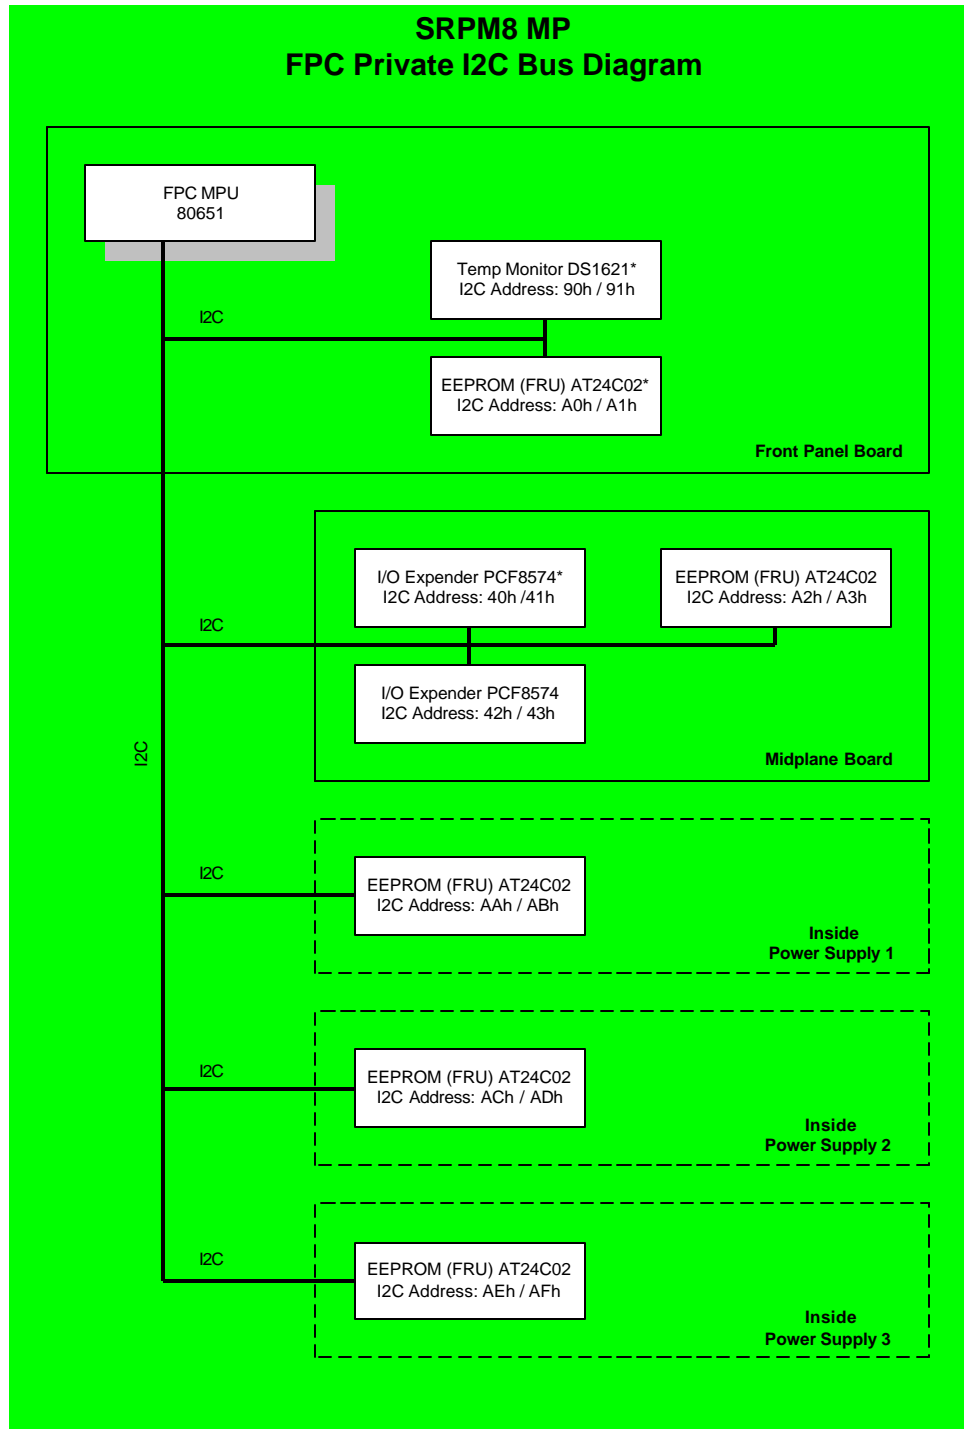 SRPM8 MP
FPC Private I2C Bus Diagram
FPC MPU
80651
Temp Monitor DS1621*
I2C Address: 90h / 91h
I2C
EEPROM (FRU) AT24C02*
I2C Address: A0h / A1h
Front Panel Board
I/O Expender PCF8574*
I2C Address: 40h /41h
EEPROM (FRU) AT24C02
I2C Address: A2h / A3h
I2C
I/O Expender PCF8574
I2C Address: 42h / 43h
I2C
Midplane Board
I2C
EEPROM (FRU) AT24C02
I2C Address: AAh / ABh
Inside
Power Supply 1
I2C
EEPROM (FRU) AT24C02
I2C Address: ACh / ADh
Inside
Power Supply 2
I2C
EEPROM (FRU) AT24C02
I2C Address: AEh / AFh
Inside
Power Supply 3